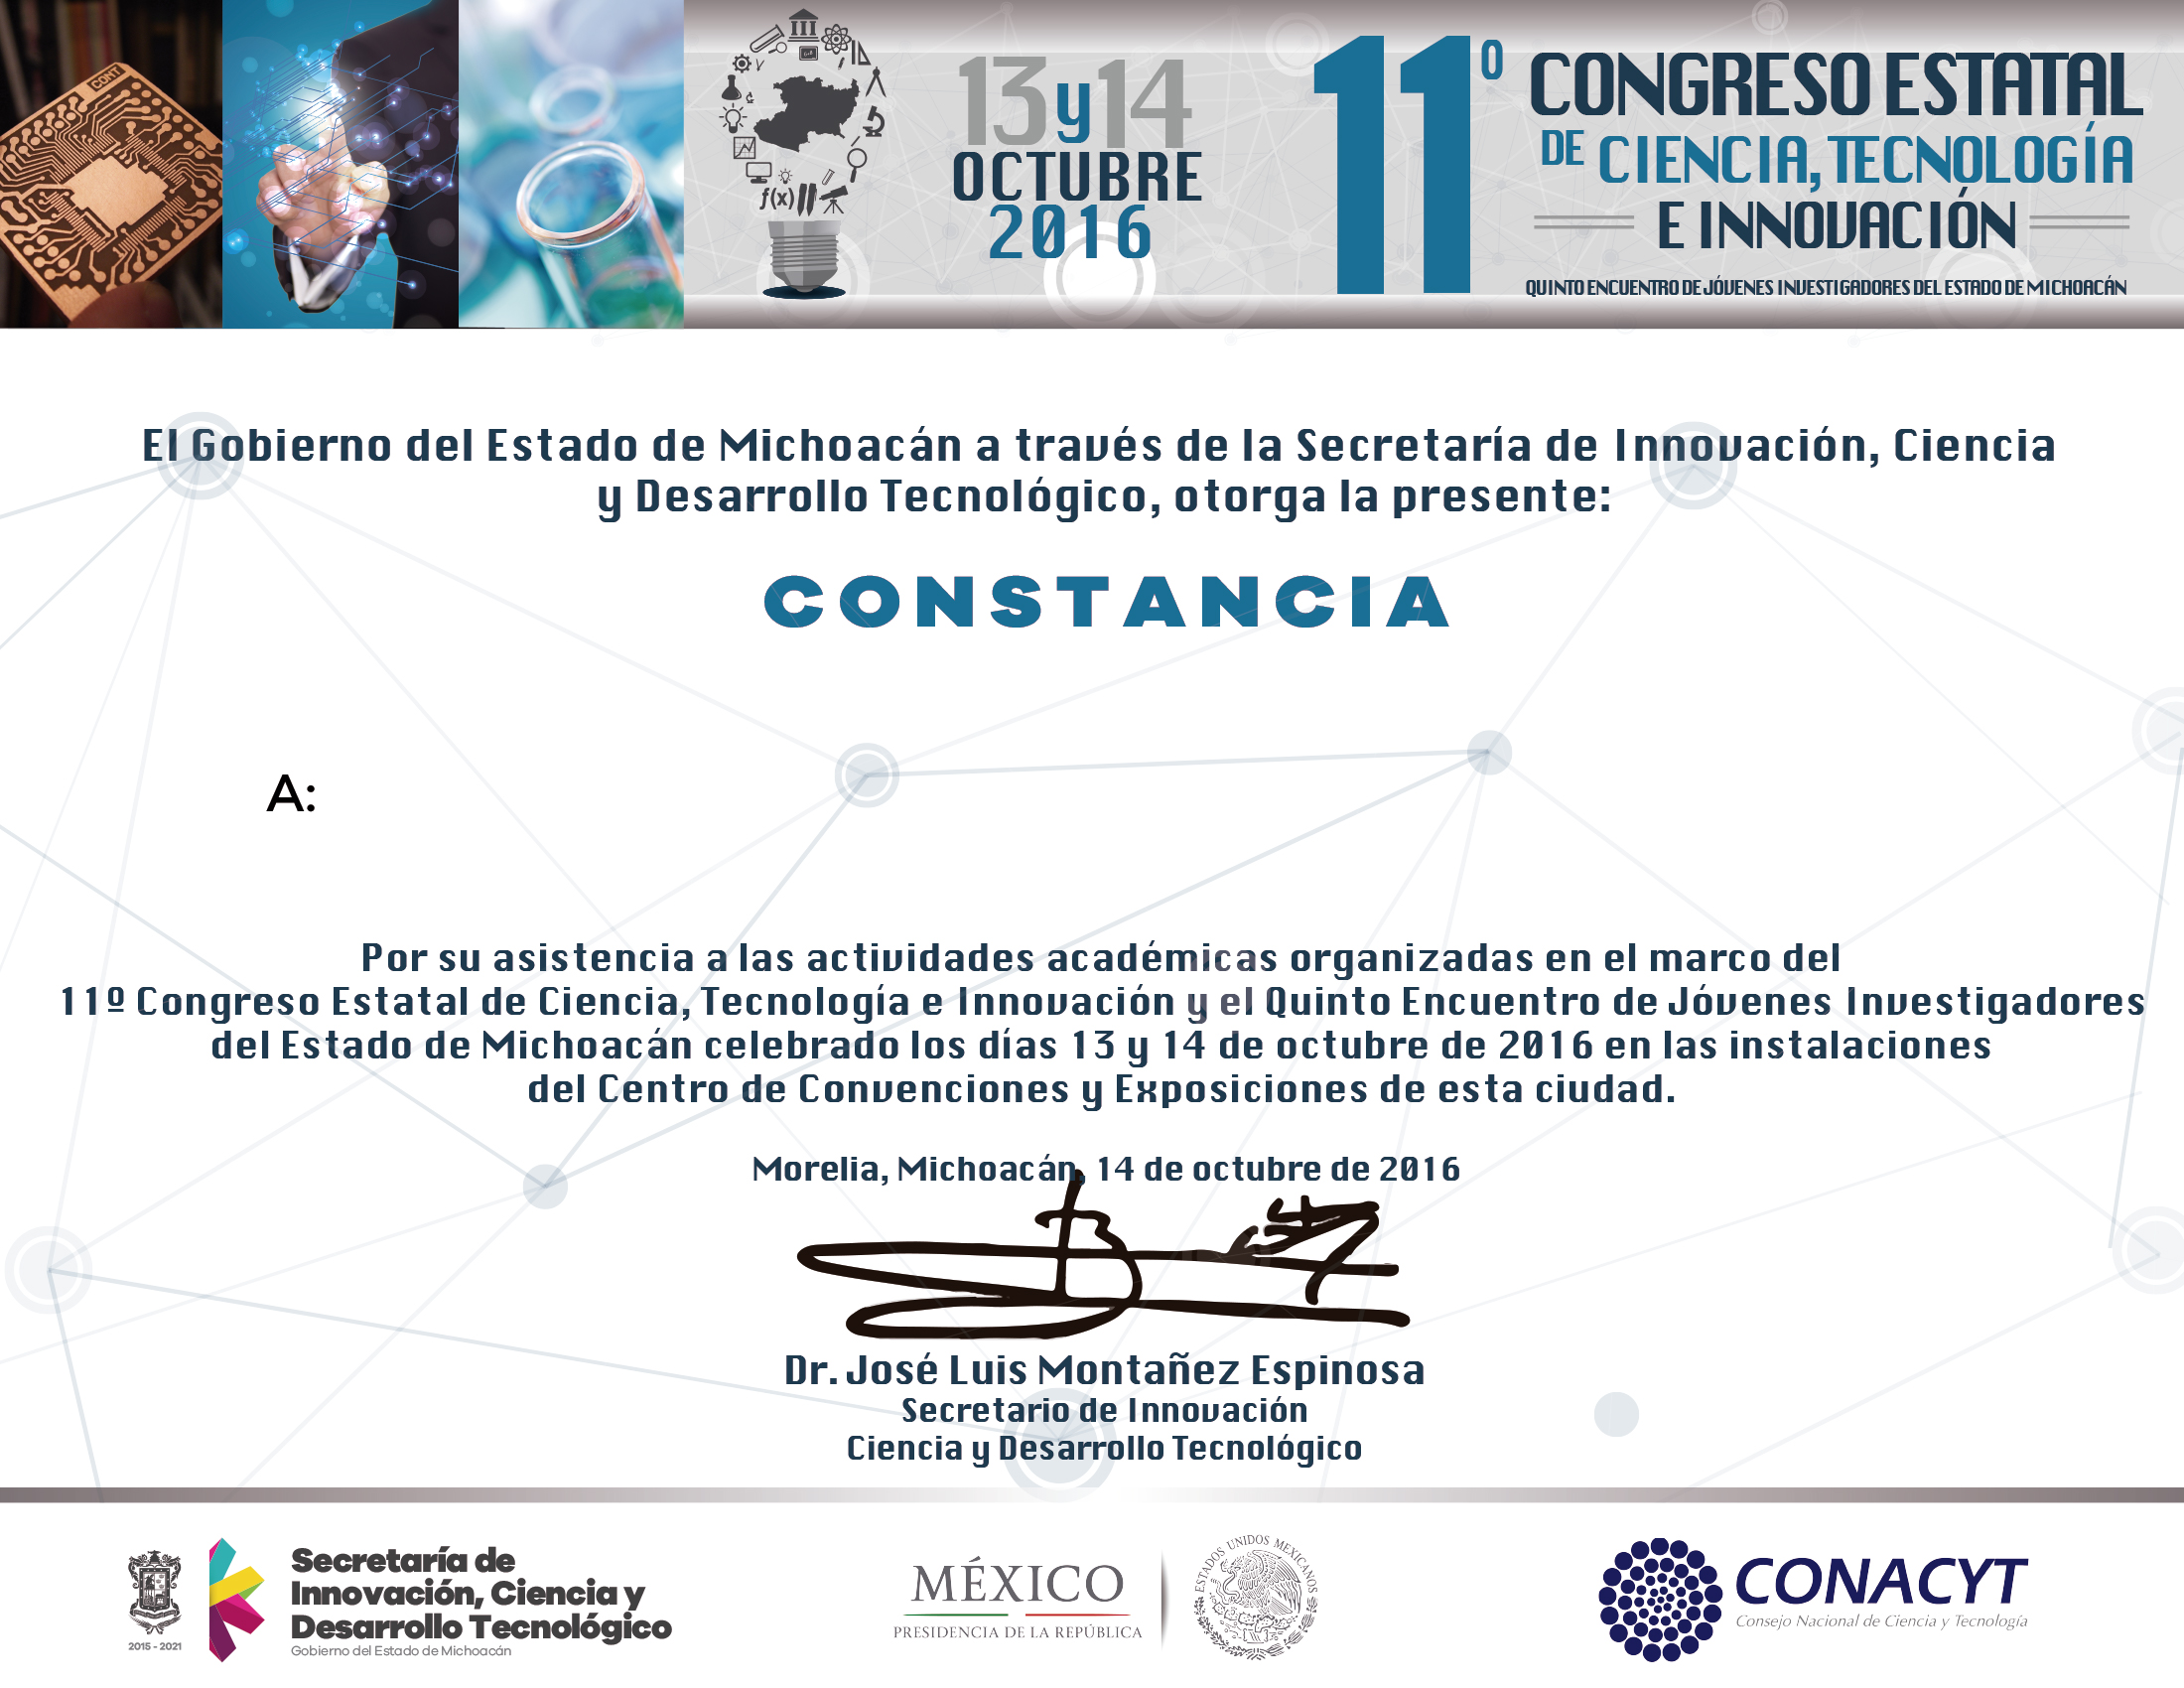 CONT
f(x)
13 y 14
OCTUBRE
2016
11º
CONGRESO ESTATAL
DE CIENCIA, TECNOLOGÍA
E INNOVACIÓN
QUINTO ENCUENTRO DE JÓVENES INVESTIGADORES DEL ESTADO DE MICHOACÁN
El Gobierno del Estado de Michoacán a través de la Secretaría de Innovación, Ciencia
y Desarrollo Tecnológico, otorga la presente:
CONSTANCIA
A:
Por su asistencia a las actividades académicas organizadas en el marco del
11º Congreso Estatal de Ciencia, Tecnología e Innovación y el Quinto Encuentro de Jóvenes Investigadores
del Estado de Michoacán celebrado los días 13 y 14 de octubre de 2016 en las instalaciones
del Centro de Convenciones y Exposiciones de esta ciudad.
Morelia, Michoacán, 14 de octubre de 2016
Dr. José Luis Montañez Espinosa
Secretario de Innovación
Ciencia y Desarrollo Tecnológico
2015 - 2021
Secretaría de
Innovación, Ciencia y
Desarrollo Tecnológico
Gobierno del Estado de Michoacán
MÉXICO
PRESIDENCIA DE LA REPÚBLICA
ESTADOS UNIDOS MEXICANOS
CONACYT
Consejo Nacional de Ciencia y Tecnología